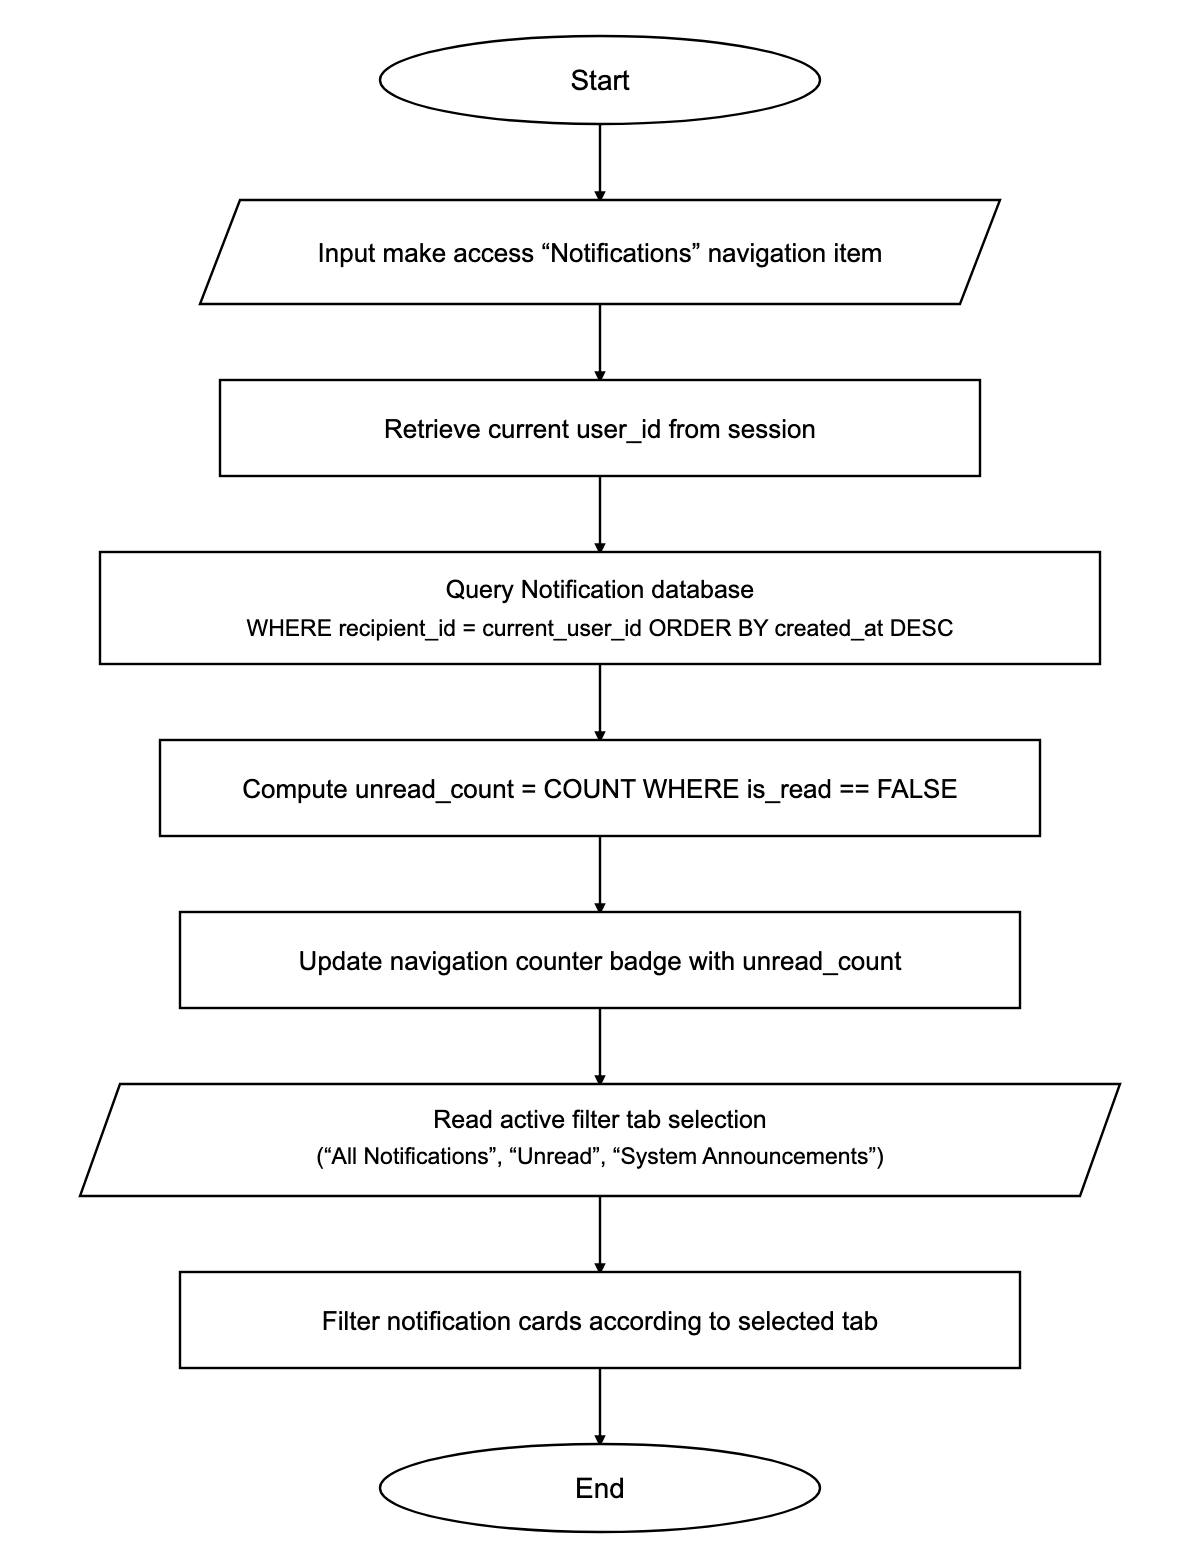 Start
Input make access “Notifications” navigation item
Retrieve current user_id from session
Query Notification database
WHERE recipient_id = current_user_id ORDER BY created_at DESC
Compute unread_count = COUNT WHERE is_read == FALSE
Update navigation counter badge with unread_count
Read active filter tab selection
(“All Notifications”, “Unread”, “System Announcements”)
Filter notification cards according to selected tab
End